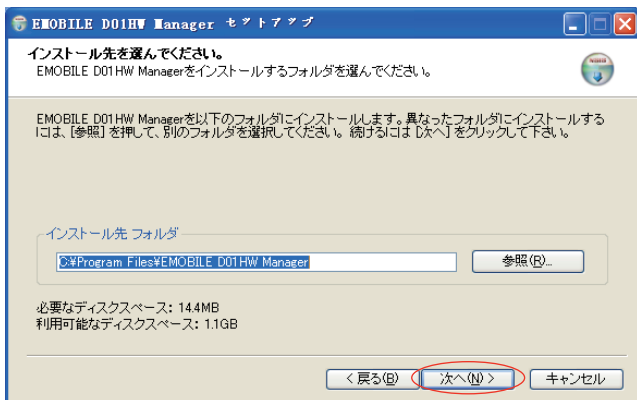 EMOBILE D01HW Manager セットアップ
インストール先を選んでください。
EMOBILE D01HW Managerをインストールするフォルダを選んでください。
EMOBILE D01HW Managerを以下のフォルダにインストールします。異なったフォルダにインストールする
には、[参照] を押して、別のフォルダを選択してください。 続けるには [次へ] をクリックして下さい。
インストール先 フォルダ
C:¥Program Files¥EMOBILE D01HW Manager
参照(R)...
必要なディスクスペース: 14.4MB
利用可能なディスクスペース: 1.1GB
< 戻る(B)
次へ(N) >
キャンセル